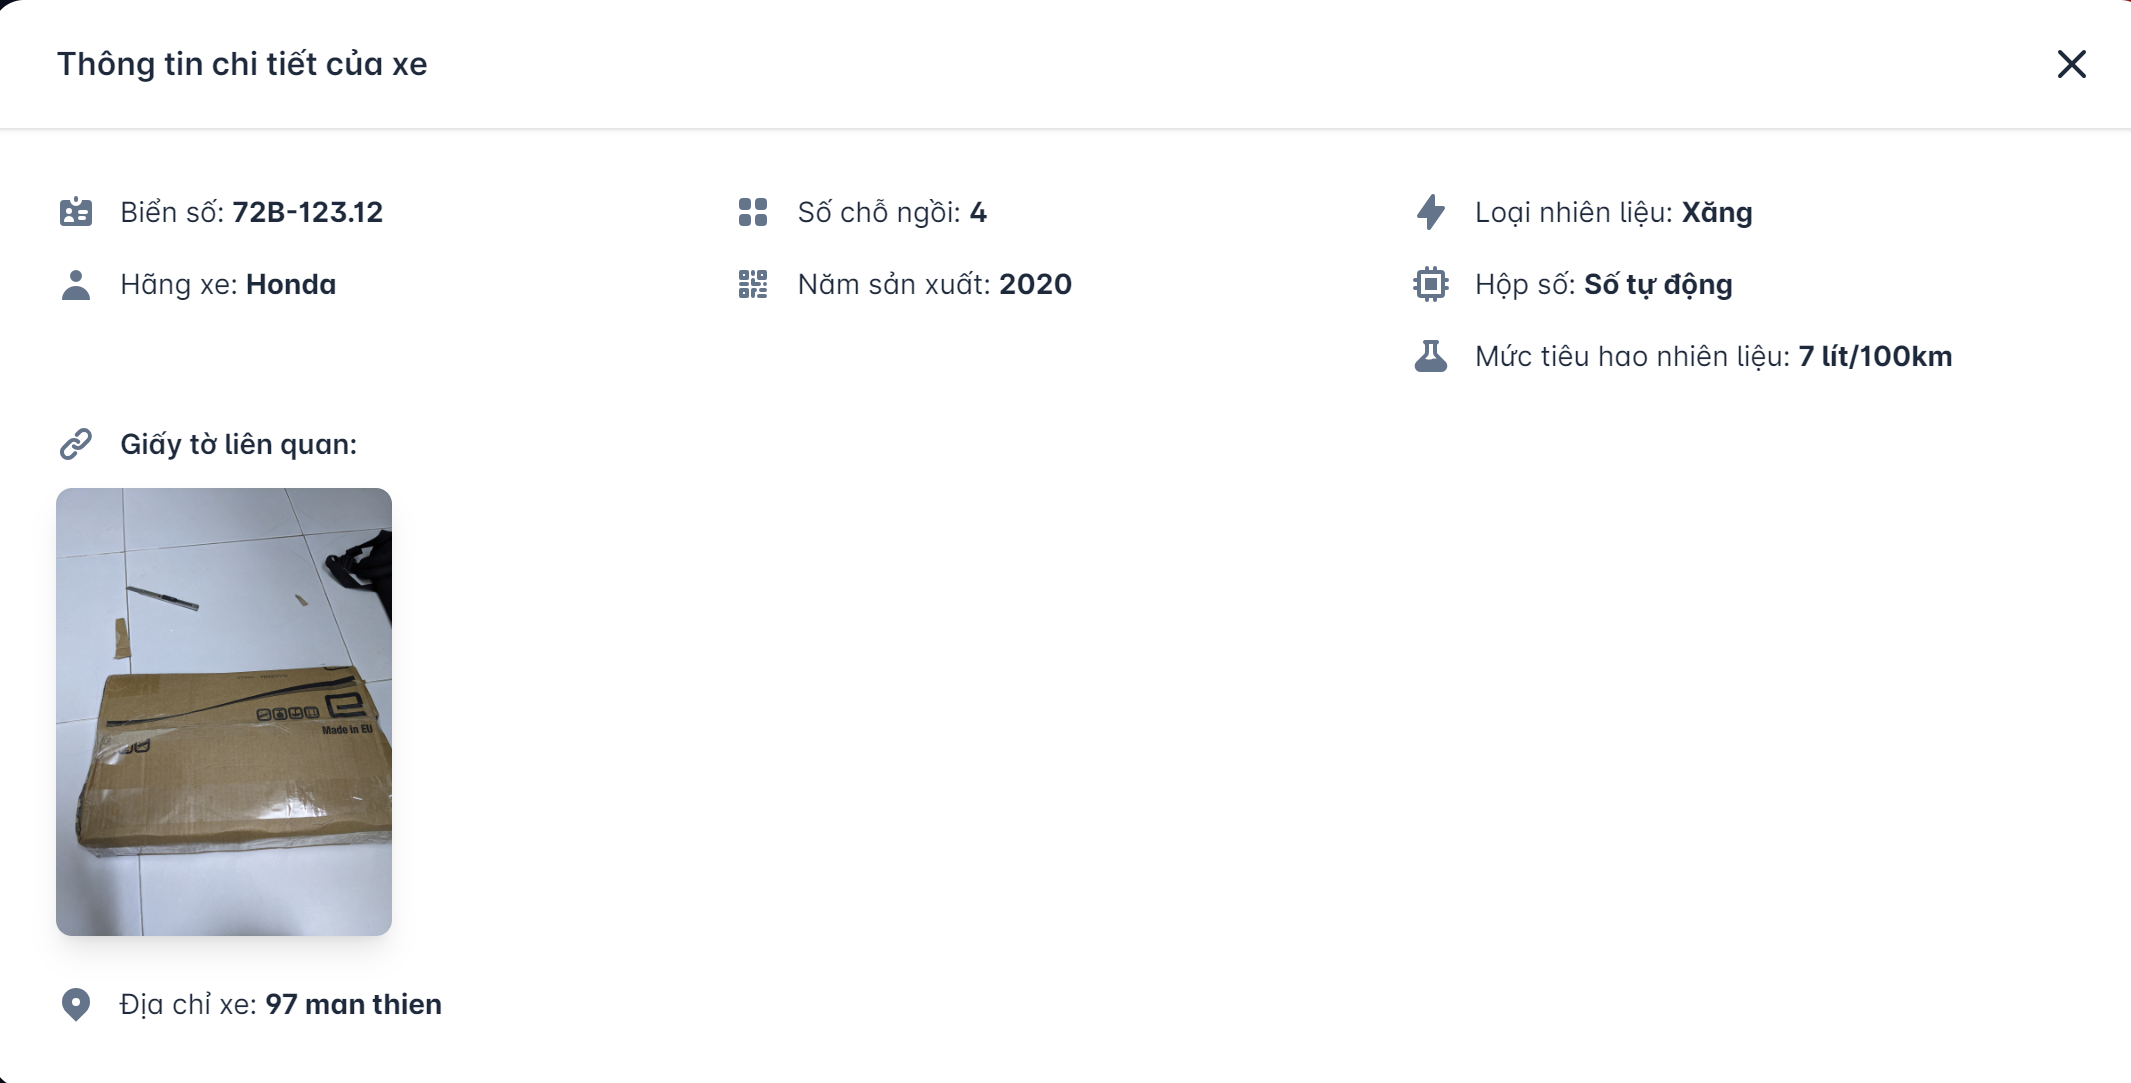 Thông tin chi tiết của xe
Biển số: 72B-123.12
Số chỗ ngồi: 4
Loại nhiên liệu: Xăng
Hãng xe: Honda
Năm sản xuất: 2020
Hộp số: Số tự động
Mức tiêu hao nhiên liệu: 7 lít/100km
Giấy tờ liên quan:
Made in EU
Địa chỉ xe: 97 man thien